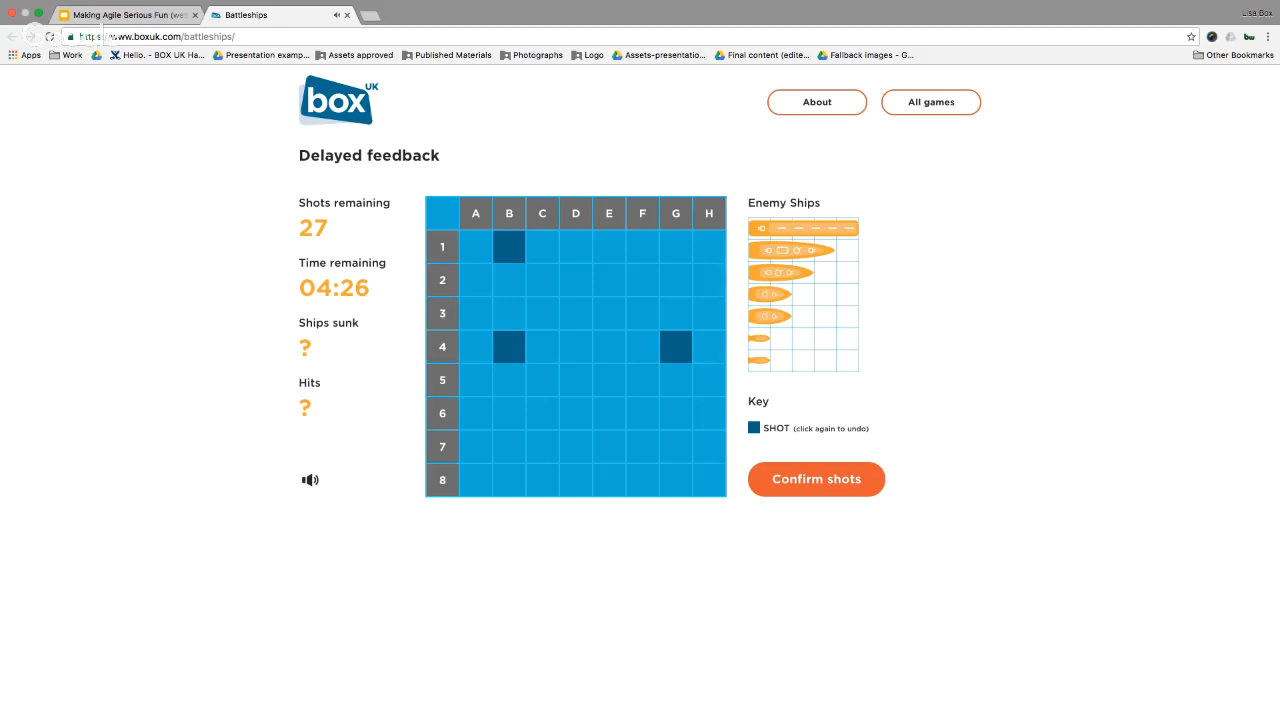 Making Agile Serious Fun (we
Battleships
Lisa Box
https://www.boxuk.com/battleships/
Apps
Work
Hello. - BOX UK Ha...
Presentation examp...
Assets approved
Published Materials
Photographs
Logo
Assets-presentatio...
Final content (edite...
Fallback images - G...
Other Bookmarks
box UK
About
All games
Delayed feedback
Shots remaining
27
Time remaining
04:26
Ships sunk
?
Hits
?
A B C D E F G H
1
2
3
4
5
6
7
8
Enemy Ships
Key
SHOT (click again to undo)
Confirm shots